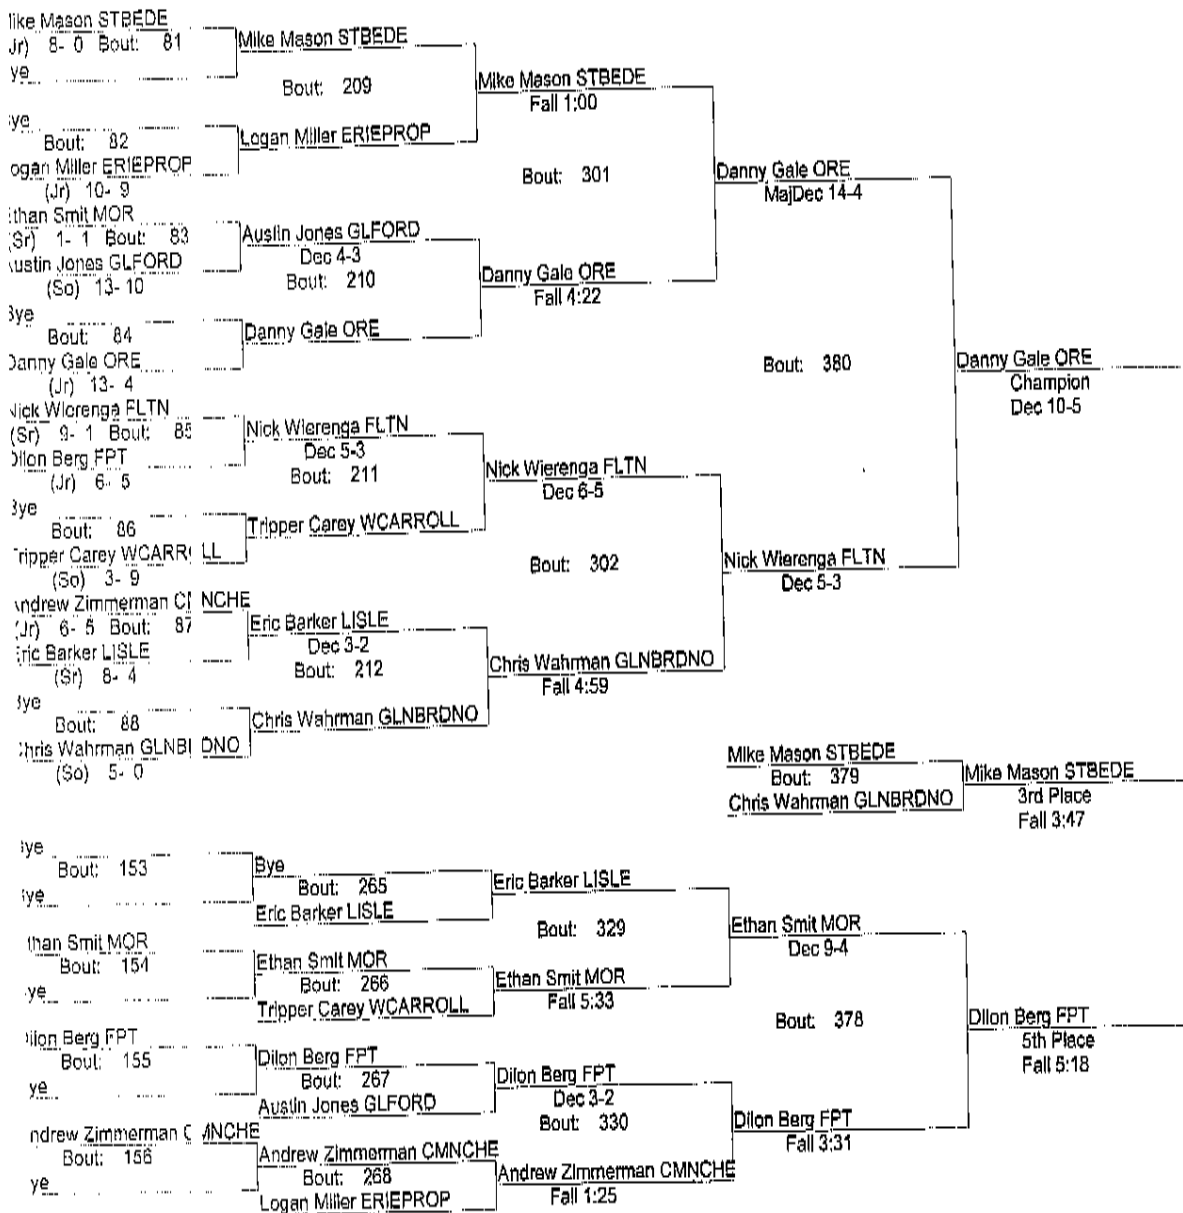 Mike Mason STBEDE
(Jr) 8- 0 Bout: 81
Bye
Mike Mason STBEDE
Bout: 209
Bye
Bout: 82
Logan Miller ERIEPROP
(Jr) 10- 9
Logan Miller ERIEPROP
Mike Mason STBEDE
Fall 1:00
Bout: 301
Ethan Smit MOR
(Sr) 1- 1 Bout: 83
Austin Jones GLFORD
(So) 13- 10
Austin Jones GLFORD
Dec 4-3
Bout: 210
Bye
Bout: 84
Danny Gale ORE
(Jr) 13- 4
Danny Gale ORE
Danny Gale ORE
Fall 4:22
Danny Gale ORE
MajDec 14-4
Bout: 380
Danny Gale ORE
Champion
Dec 10-5
Nick Wierenga FLTN
(Sr) 9- 1 Bout: 85
Dilon Berg FPT
(Jr) 6- 5
Nick Wierenga FLTN
Dec 5-3
Bout: 211
Bye
Bout: 86
Tripper Carey WCARR LL
(So) 3- 9
Tripper Carey WCARROLL
Nick Wierenga FLTN
Dec 6-5
Bout: 302
Andrew Zimmerman CMNCHE
(Jr) 6- 5 Bout: 87
Eric Barker LISLE
(Sr) 8- 4
Eric Barker LISLE
Dec 3-2
Bout: 212
Bye
Bout: 88
Chris Wahrman GLNBRDNO
(So) 5- 0
Chris Wahrman GLNBRDNO
Chris Wahrman GLNBRDNO
Fall 4:59
Nick Wierenga FLTN
Dec 5-3
Mike Mason STBEDE
Bout: 379
Chris Wahrman GLNBRDNO
Mike Mason STBEDE
3rd Place
Fall 3:47
Bye
Bout: 153
Bye
Bye
Bout: 265
Eric Barker LISLE
Eric Barker LISLE
Bout: 329
Ethan Smit MOR
Bout: 154
Bye
Ethan Smit MOR
Bout: 266
Tripper Carey WCARROLL
Ethan Smit MOR
Fall 5:33
Ethan Smit MOR
Dec 9-4
Bout: 378
Dilon Berg FPT
5th Place
Fall 5:18
Dilon Berg FPT
Bout: 155
Bye
Dilon Berg FPT
Bout: 267
Austin Jones GLFORD
Dilon Berg FPT
Dec 3-2
Bout: 330
Andrew Zimmerman CMNCHE
Bout: 156
Bye
Andrew Zimmerman CMNCHE
Bout: 268
Logan Miller ERIEPROP
Andrew Zimmerman CMNCHE
Fall 1:25
Dilon Berg FPT
Fall 3:31